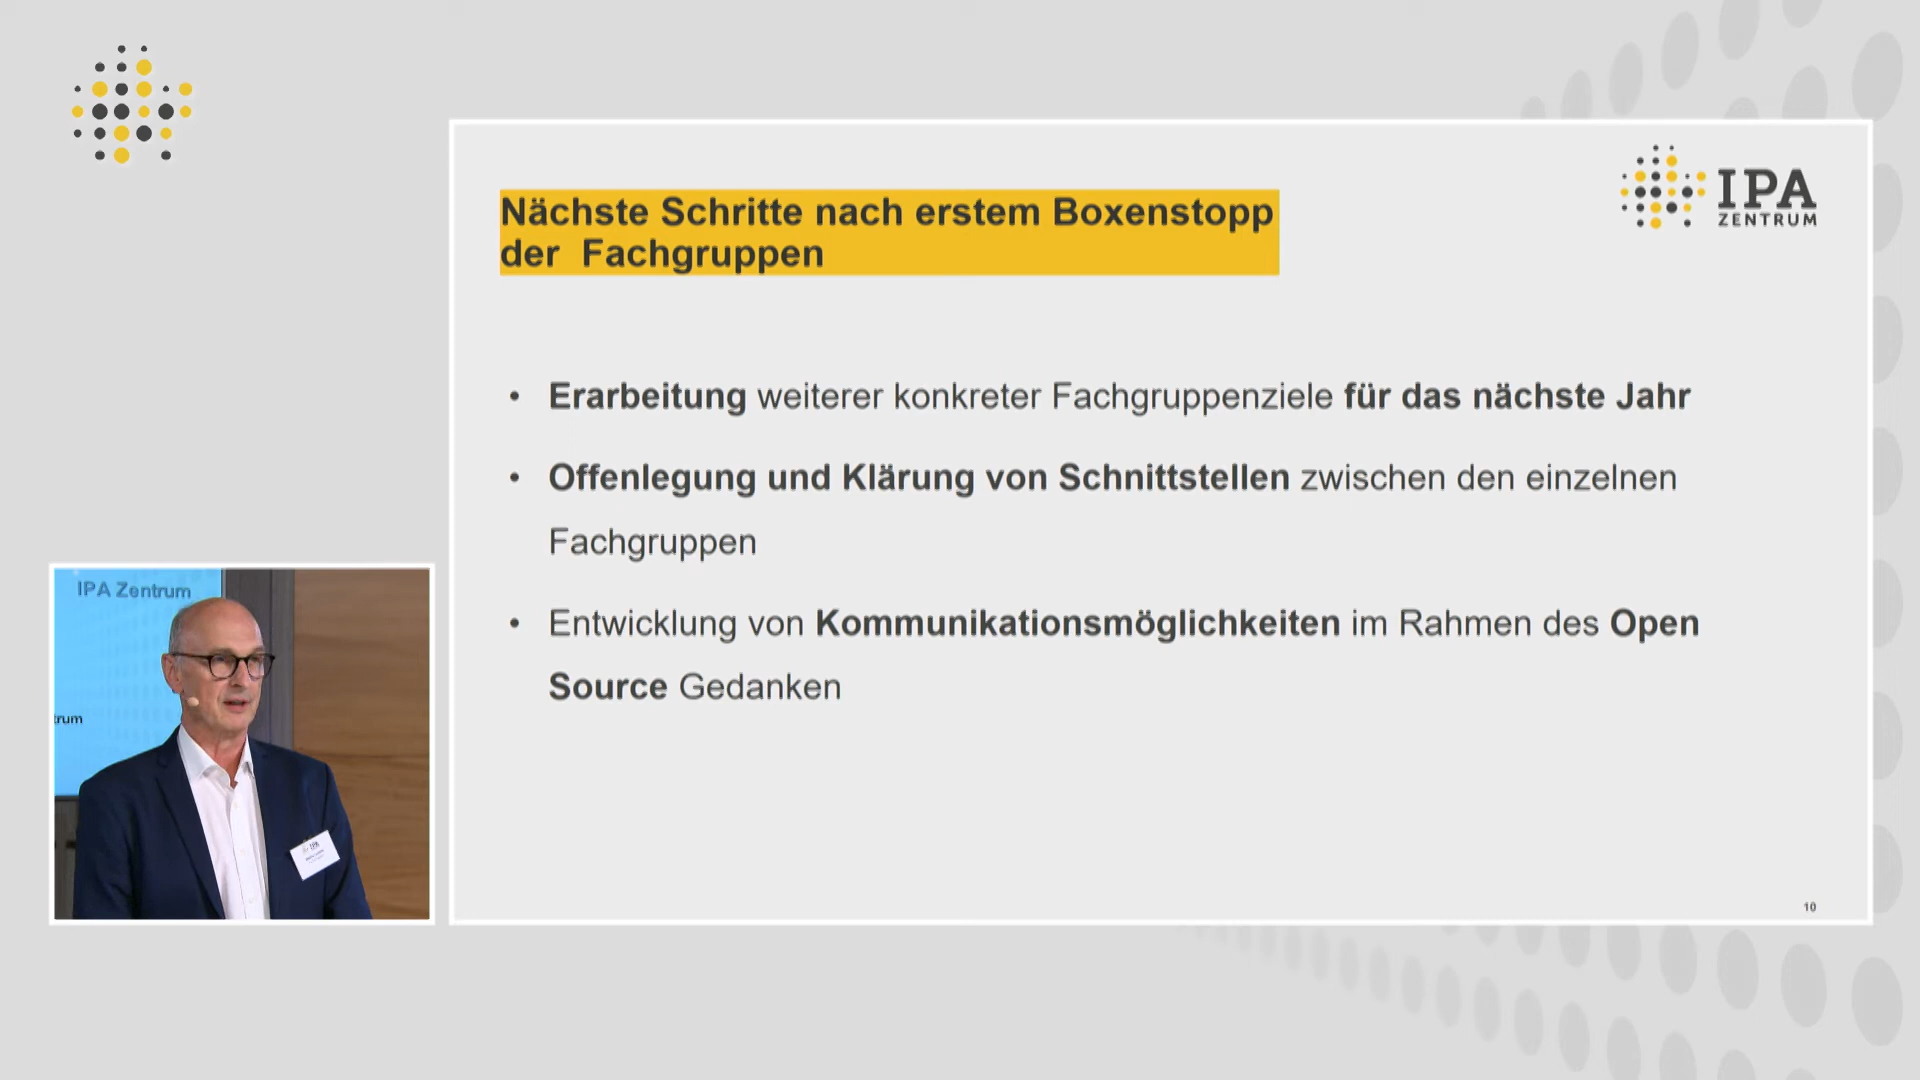 IPA
ZENTRUM
Nächste Schritte nach erstem Boxenstopp
der Fachgruppen
• Erarbeitung weiterer konkreter Fachgruppenziele für das nächste Jahr
• Offenlegung und Klärung von Schnittstellen zwischen den einzelnen
Fachgruppen
• Entwicklung von Kommunikationsmöglichkeiten im Rahmen des Open
Source Gedanken
10
IPA Zentrum
trum
IPA